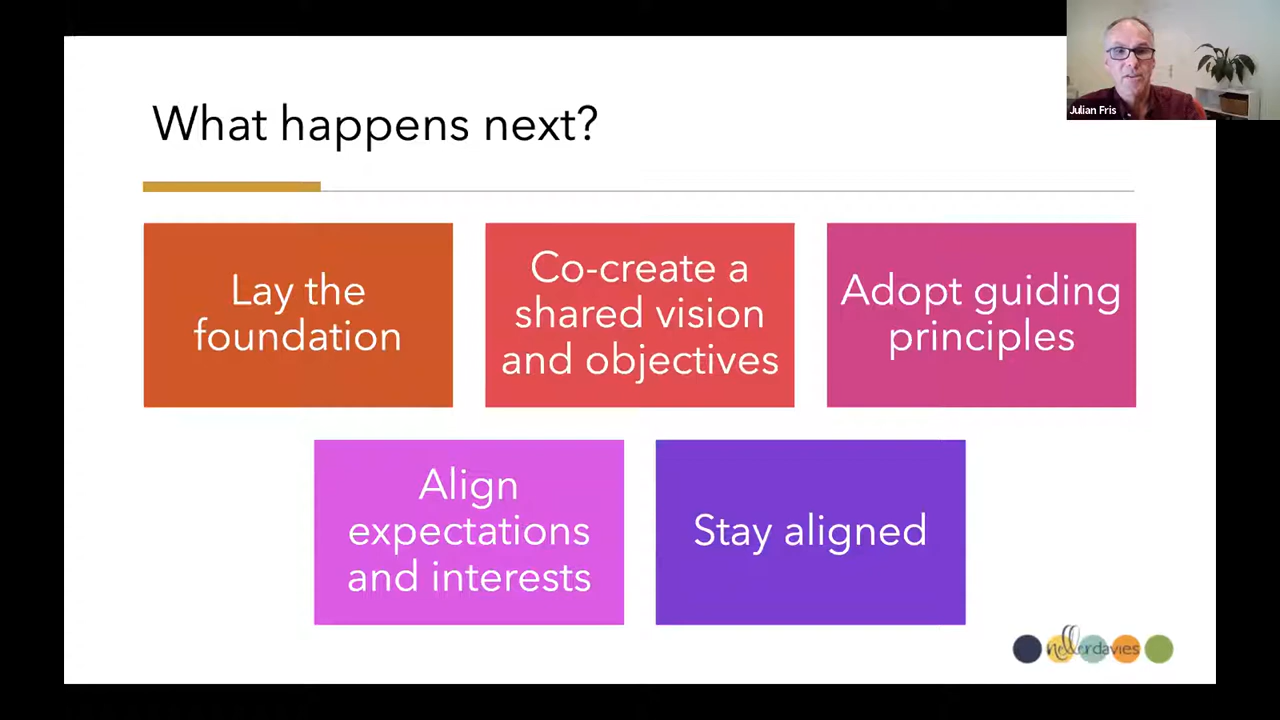 Julian Fris
What happens next?
Lay the
foundation
Co-create a
shared vision
and objectives
Adopt guiding
principles
Align
expectations
and interests
Stay aligned
nellerdavies